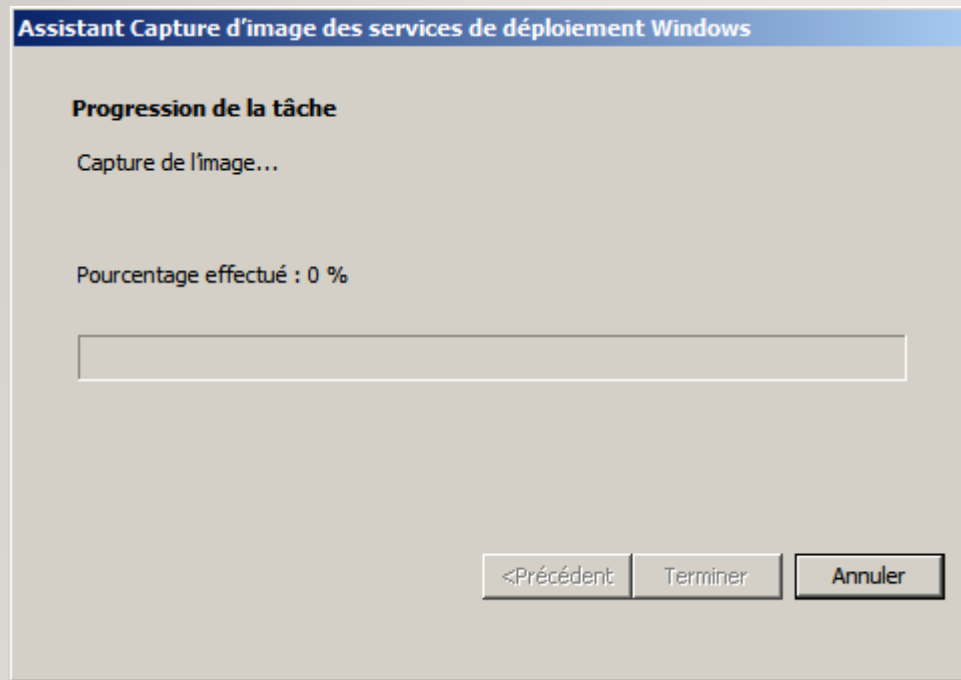 Assistant Capture d’image des services de déploiement Windows
Progression de la tâche
Capture de l’image...
Pourcentage effectué : 0 %
<Précédent
Terminer
Annuler